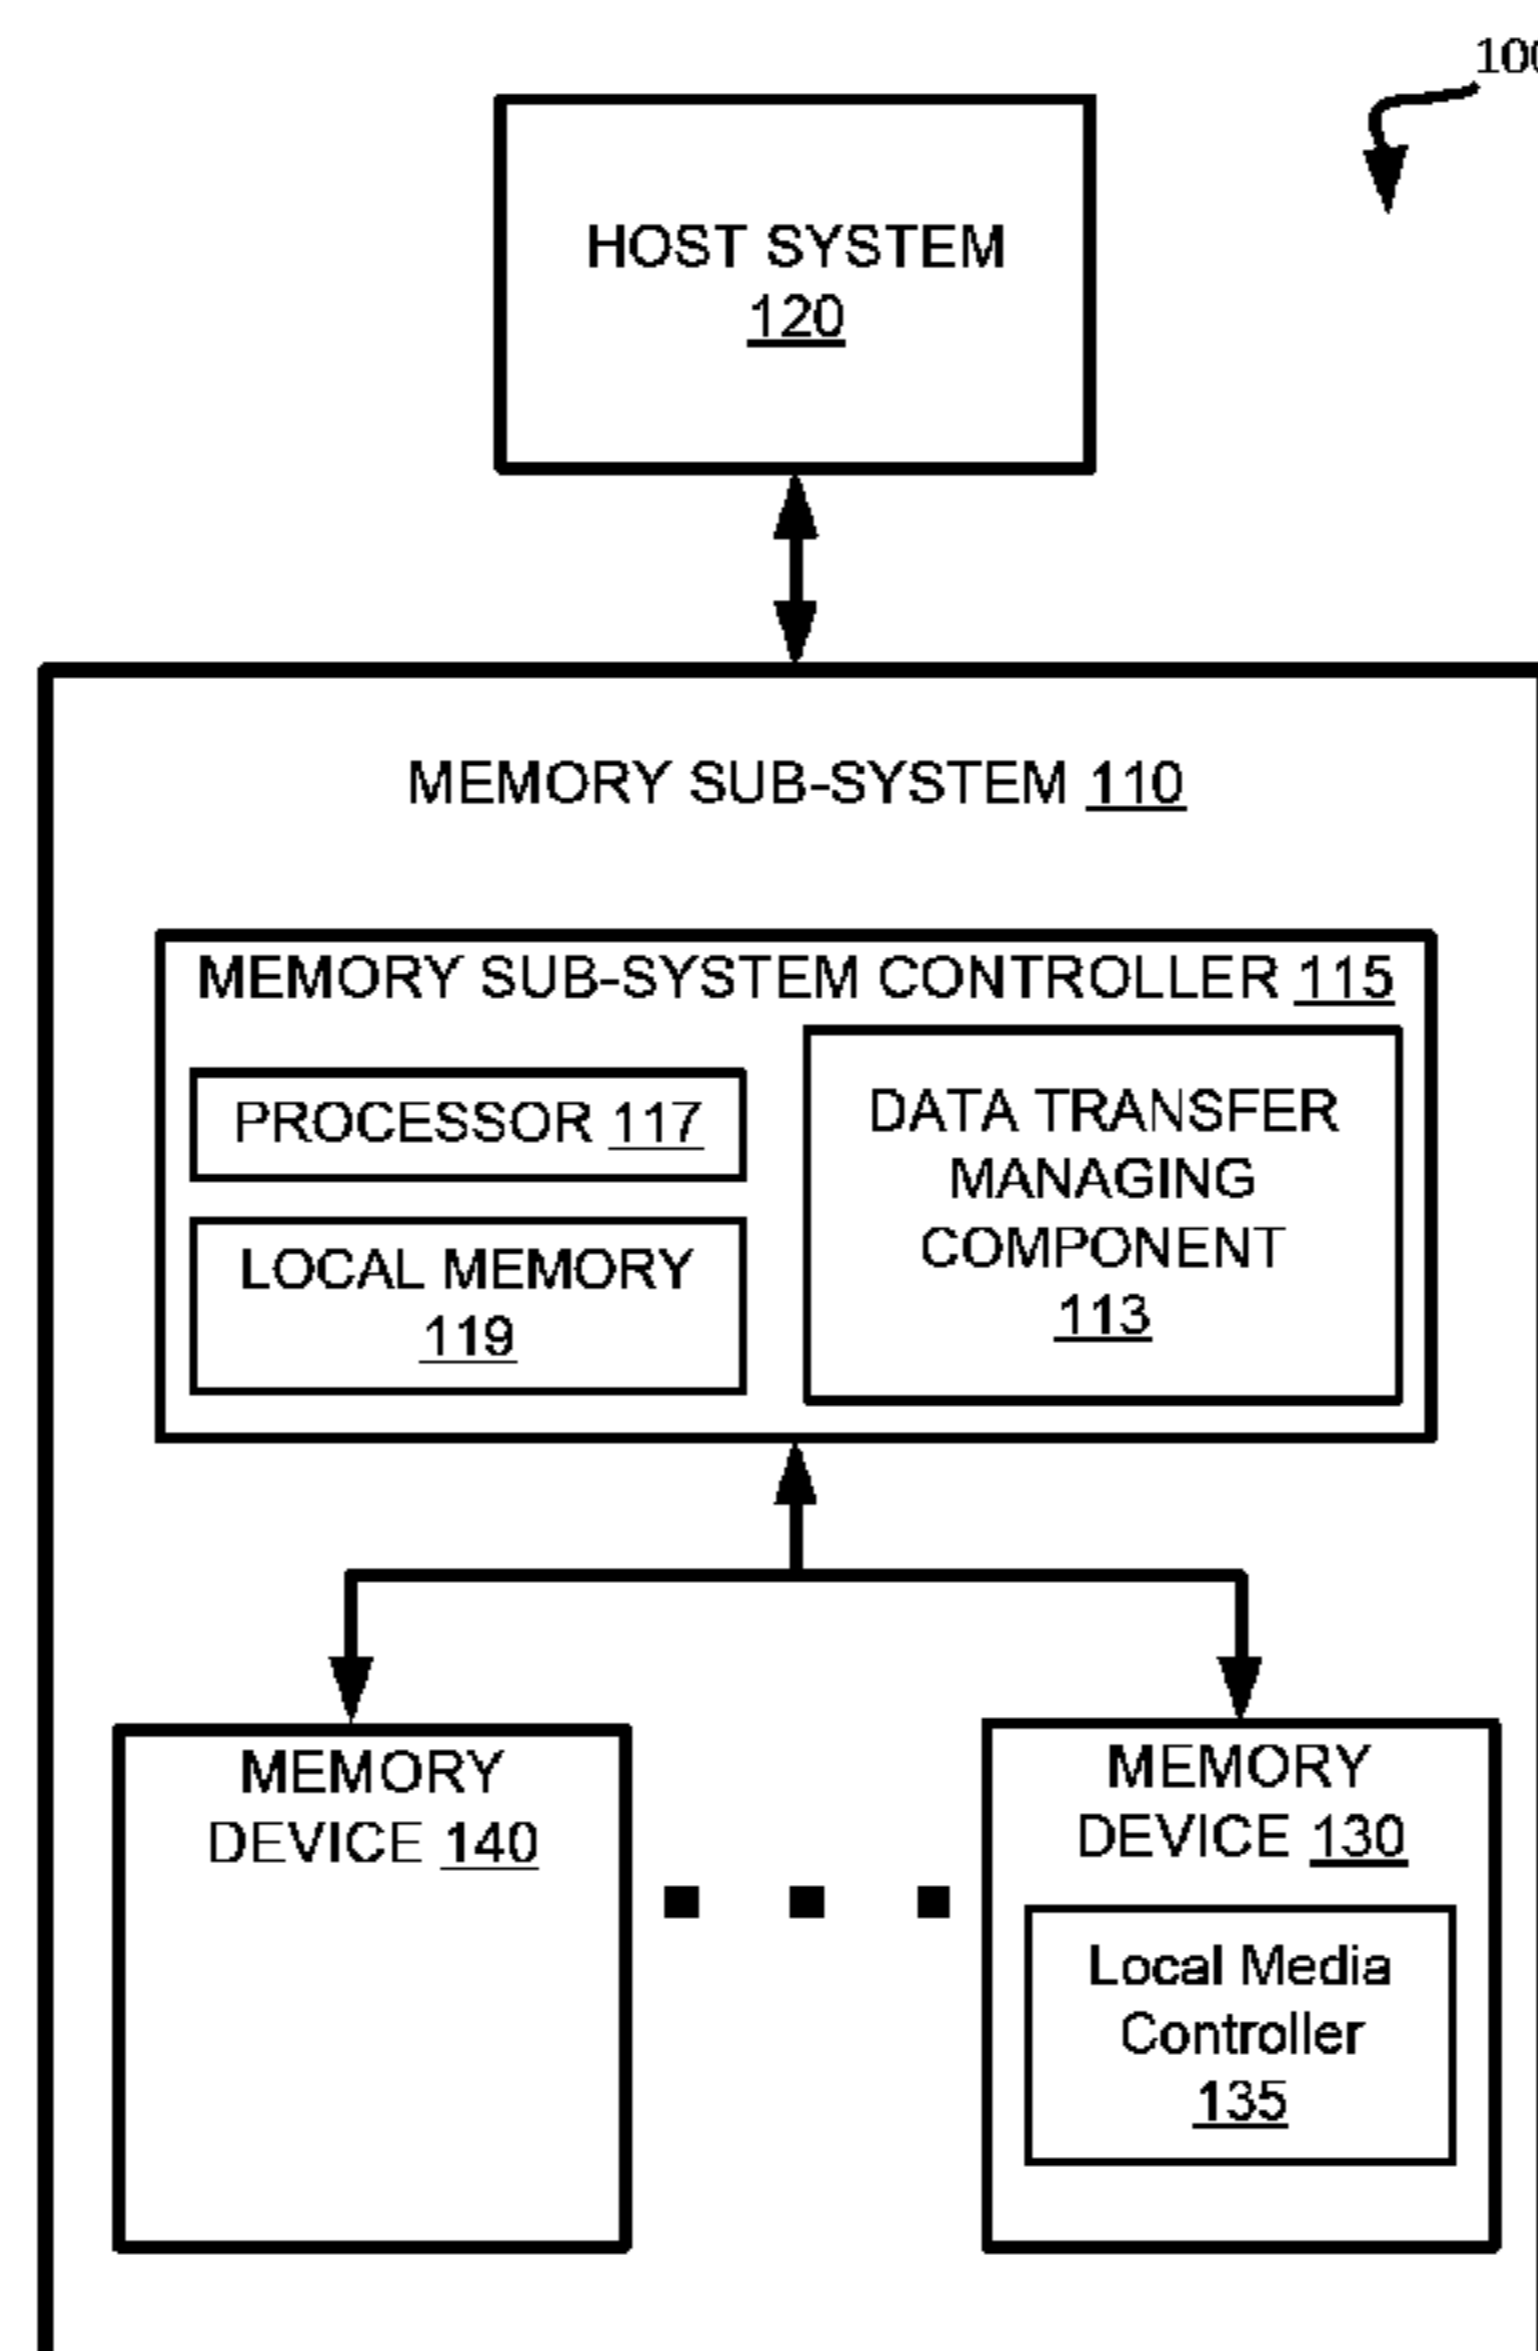 100
HOST SYSTEM
120
MEMORY SUB-SYSTEM 110
MEMORY SUB-SYSTEM CONTROLLER 115
PROCESSOR 117
LOCAL MEMORY
119
DATA TRANSFER
MANAGING
COMPONENT
113
MEMORY
DEVICE 140
MEMORY
DEVICE 130
Local Media
Controller
135